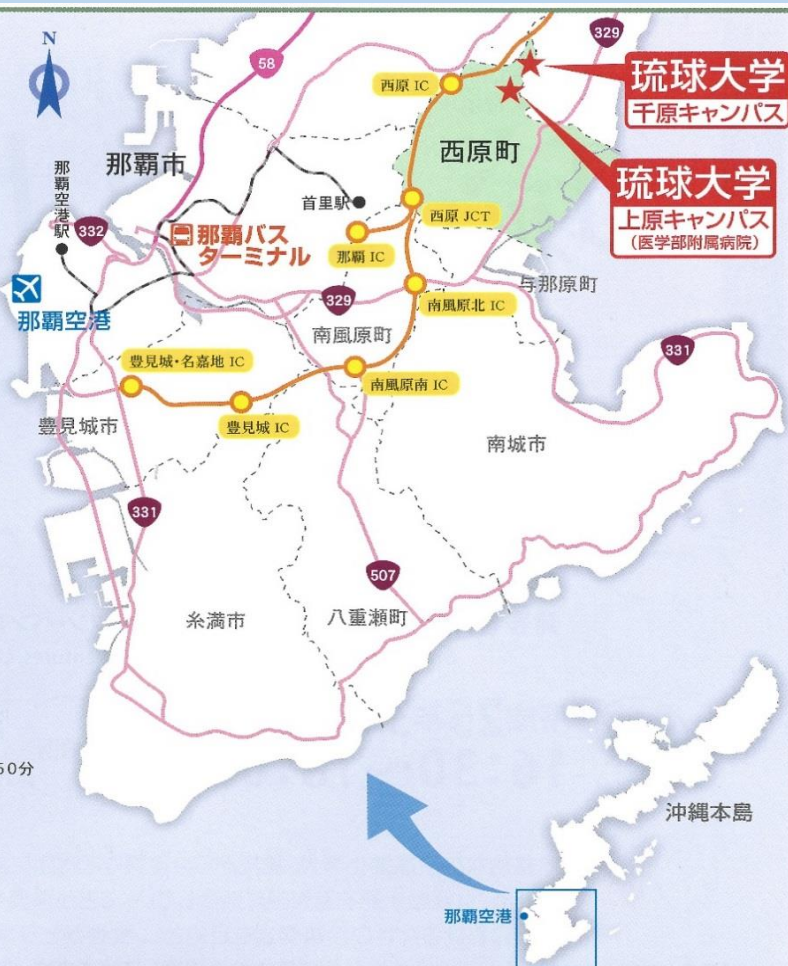 N
58
329
西原 IC
琉球大学
千原キャンパス
西原町
那覇市
琉球大学
上原キャンパス
(医学部附属病院)
那覇空港駅
首里駅
西原 JCT
332
那覇バス
ターミナル
那覇 IC
与那原町
那覇空港
329
南風原北 IC
南風原町
331
豊見城・名嘉地 IC
南風原南 IC
豊見城市
豊見城 IC
南城市
331
507
糸満市
八重瀬町
50分
沖縄本島
那覇空港